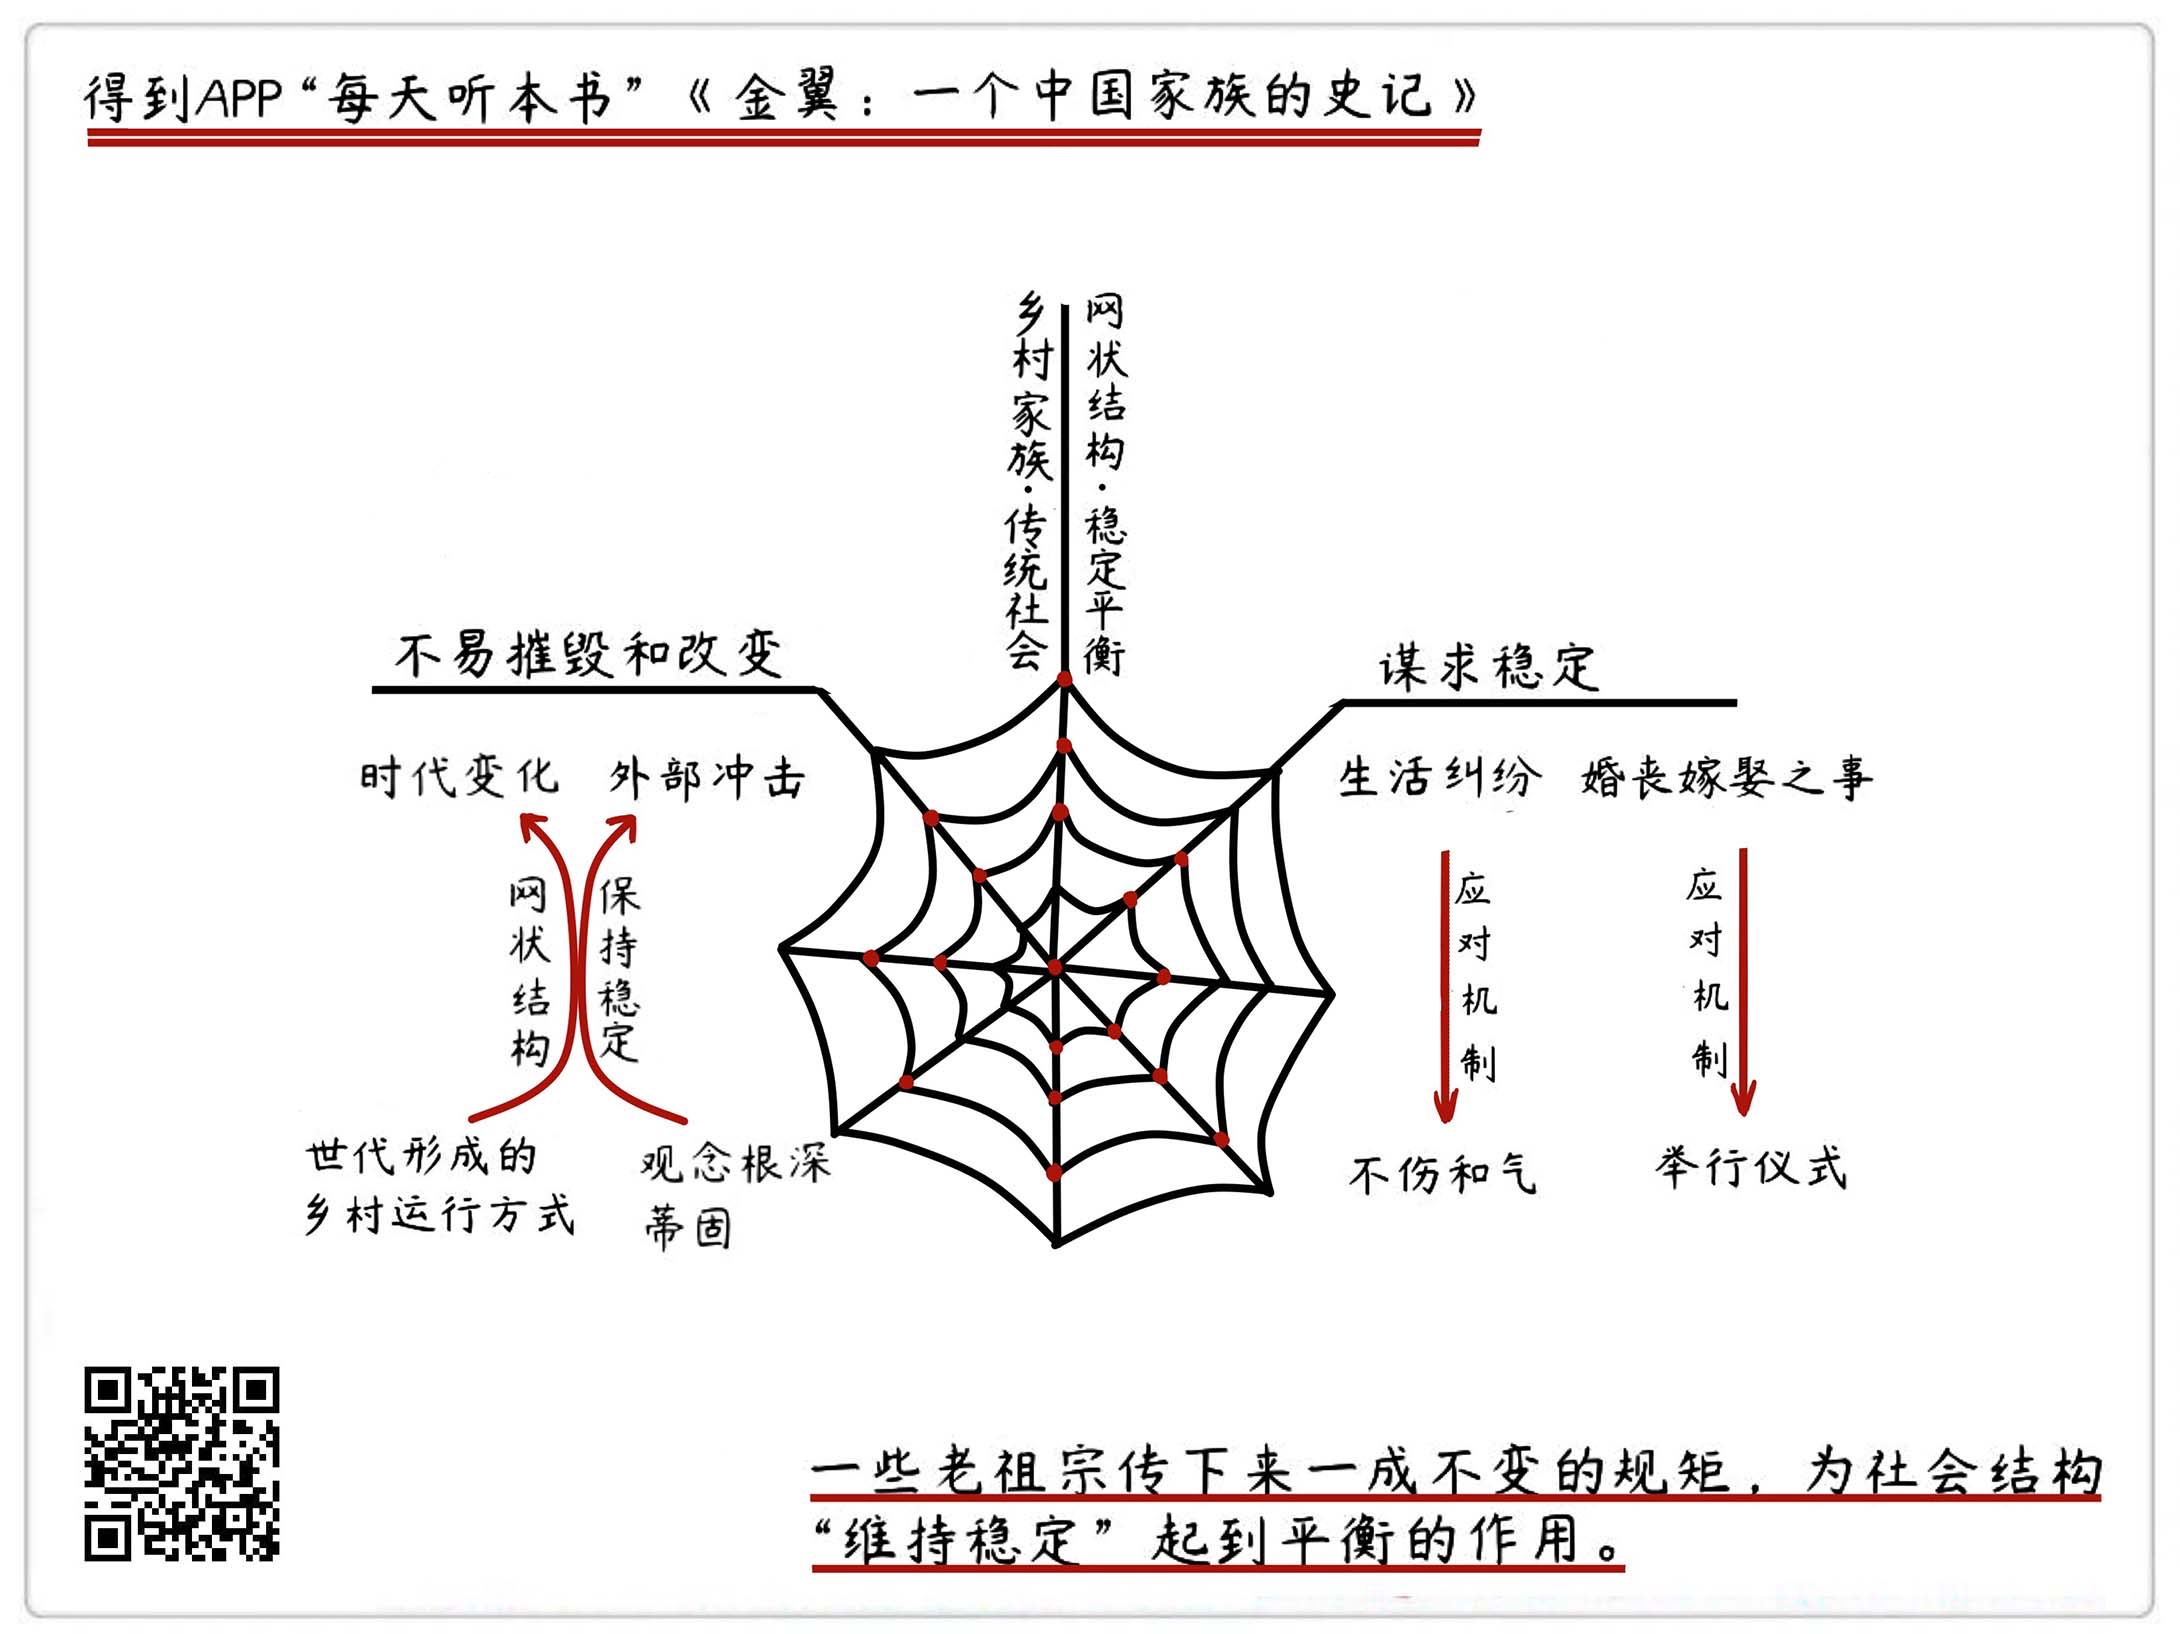 得到APP“每天听本书”《金翼：一个中国家族的史记》
乡村家族·传统社会
网状结构·稳定平衡
不易摧毁和改变
时代变化 外部冲击
网状结构
保持稳定
世代形成的
乡村运行方式
观念根深
蒂固
谋求稳定
生活纠纷 婚丧嫁娶之事
应对机制
应对机制
不伤和气
举行仪式
一些老祖宗传下来一成不变的规矩，为社会结构
“维持稳定”起到平衡的作用。